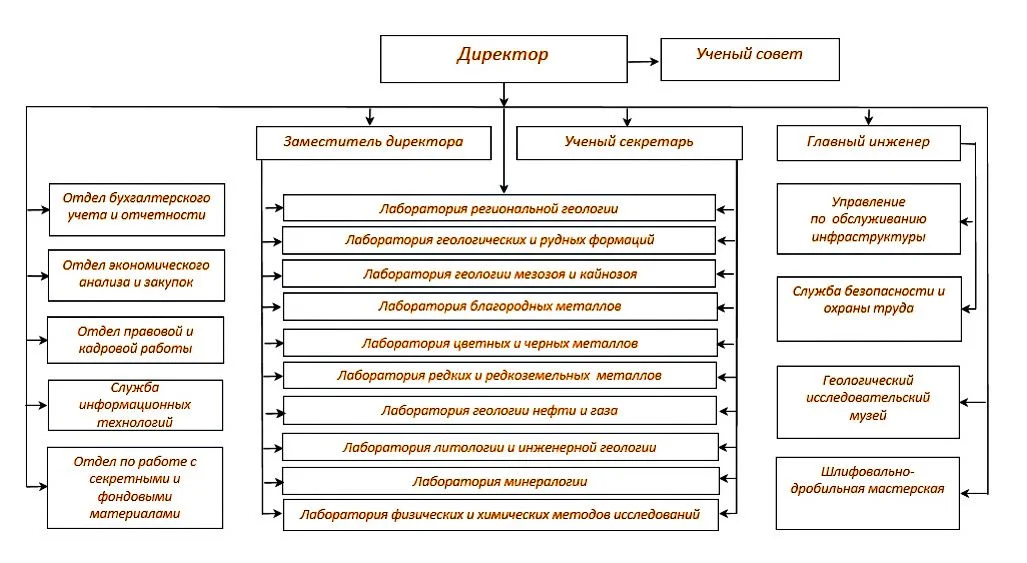 Директор
Ученый совет
Заместитель директора
Ученый секретарь
Главный инженер
Отдел бухгалтерского
учета и отчетности
Отдел экономического
анализа и закупок
Отдел правовой и
кадровой работы
Служба
информационных
технологий
Отдел по работе с
секретными и
фондовыми
материалами
Лаборатория региональной геологии
Лаборатория геологических и рудных формаций
Лаборатория геологии мезозоя и кайнозоя
Лаборатория благородных металлов
Лаборатория цветных и черных металлов
Лаборатория редких и редкоземельных металлов
Лаборатория геологии нефти и газа
Лаборатория литологии и инженерной геологии
Лаборатория минералогии
Лаборатория физических и химических методов исследований
Управление
по обслуживанию
инфраструктуры
Служба безопасности и
охраны труда
Геологический
исследовательский
музей
Шлифовально-
дробильная мастерская